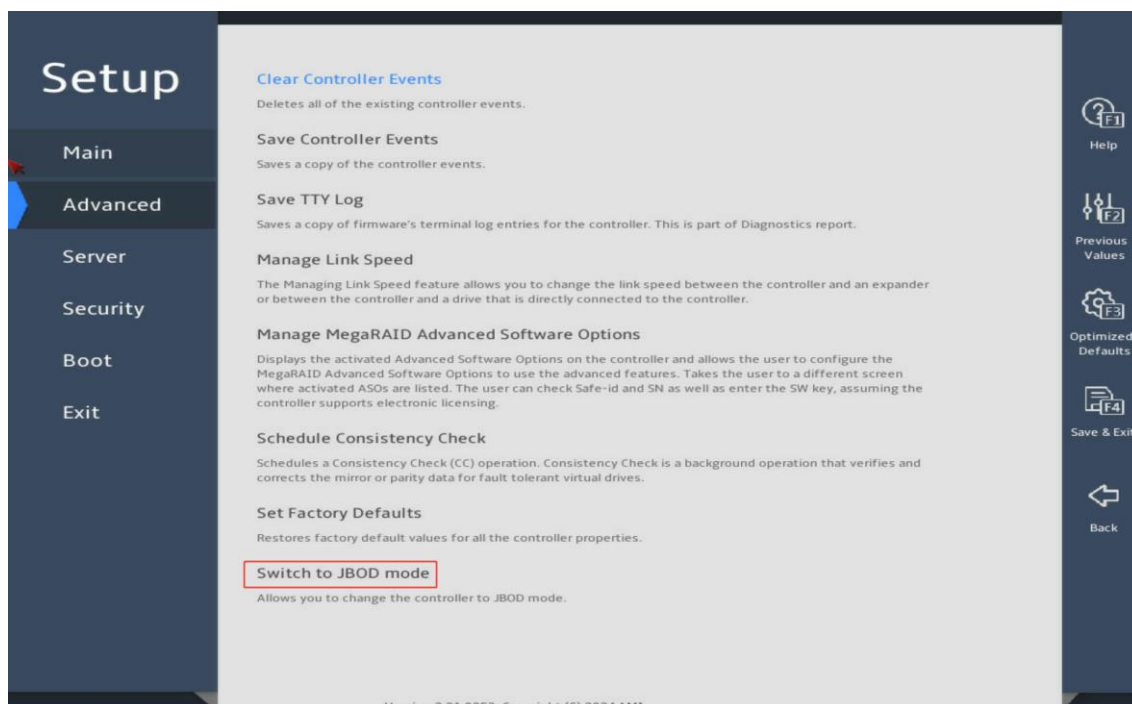 Setup
Main
Advanced
Server
Security
Boot
Exit
Clear Controller Events
Deletes all of the existing controller events.
Save Controller Events
Saves a copy of the controller events.
Save TTY Log
Saves a copy of firmware's terminal log entries for the controller. This is part of Diagnostics report.
Manage Link Speed
The Managing Link Speed feature allows you to change the link speed between the controller and an expander
or between the controller and a drive that is directly connected to the controller.
Manage MegaRAID Advanced Software Options
Displays the activated Advanced Software Options on the controller and allows the user to configure the
MegaRAID Advanced Software Options to use the advanced features. Takes the user to a different screen
where activated ASOs are listed. The user can check Safe-id and SN as well as enter the SW key, assuming the
controller supports electronic licensing.
Schedule Consistency Check
Schedules a Consistency Check (CC) operation. Consistency Check is a background operation that verifies and
corrects the mirror or parity data for fault tolerant virtual drives.
Set Factory Defaults
Restores factory default values for all the controller properties.
Switch to JBOD mode
Allows you to change the controller to JBOD mode.
F1
Help
F2
Previous
Values
F3
Optimized
Defaults
F4
Save & Exit
Back